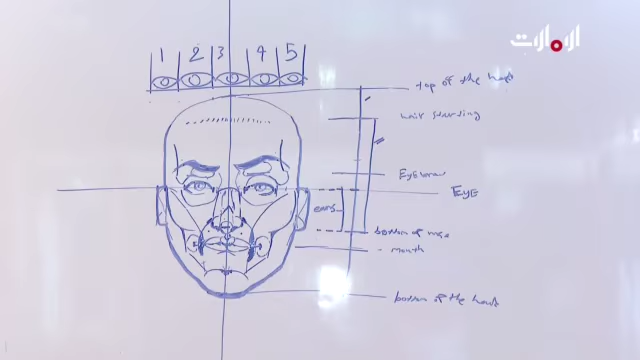 الإمارات
1 2 3 4 5
top of the head
hair starting
Eyebrow
EYE
ears
bottom of nose
- mouth
bottom of the head